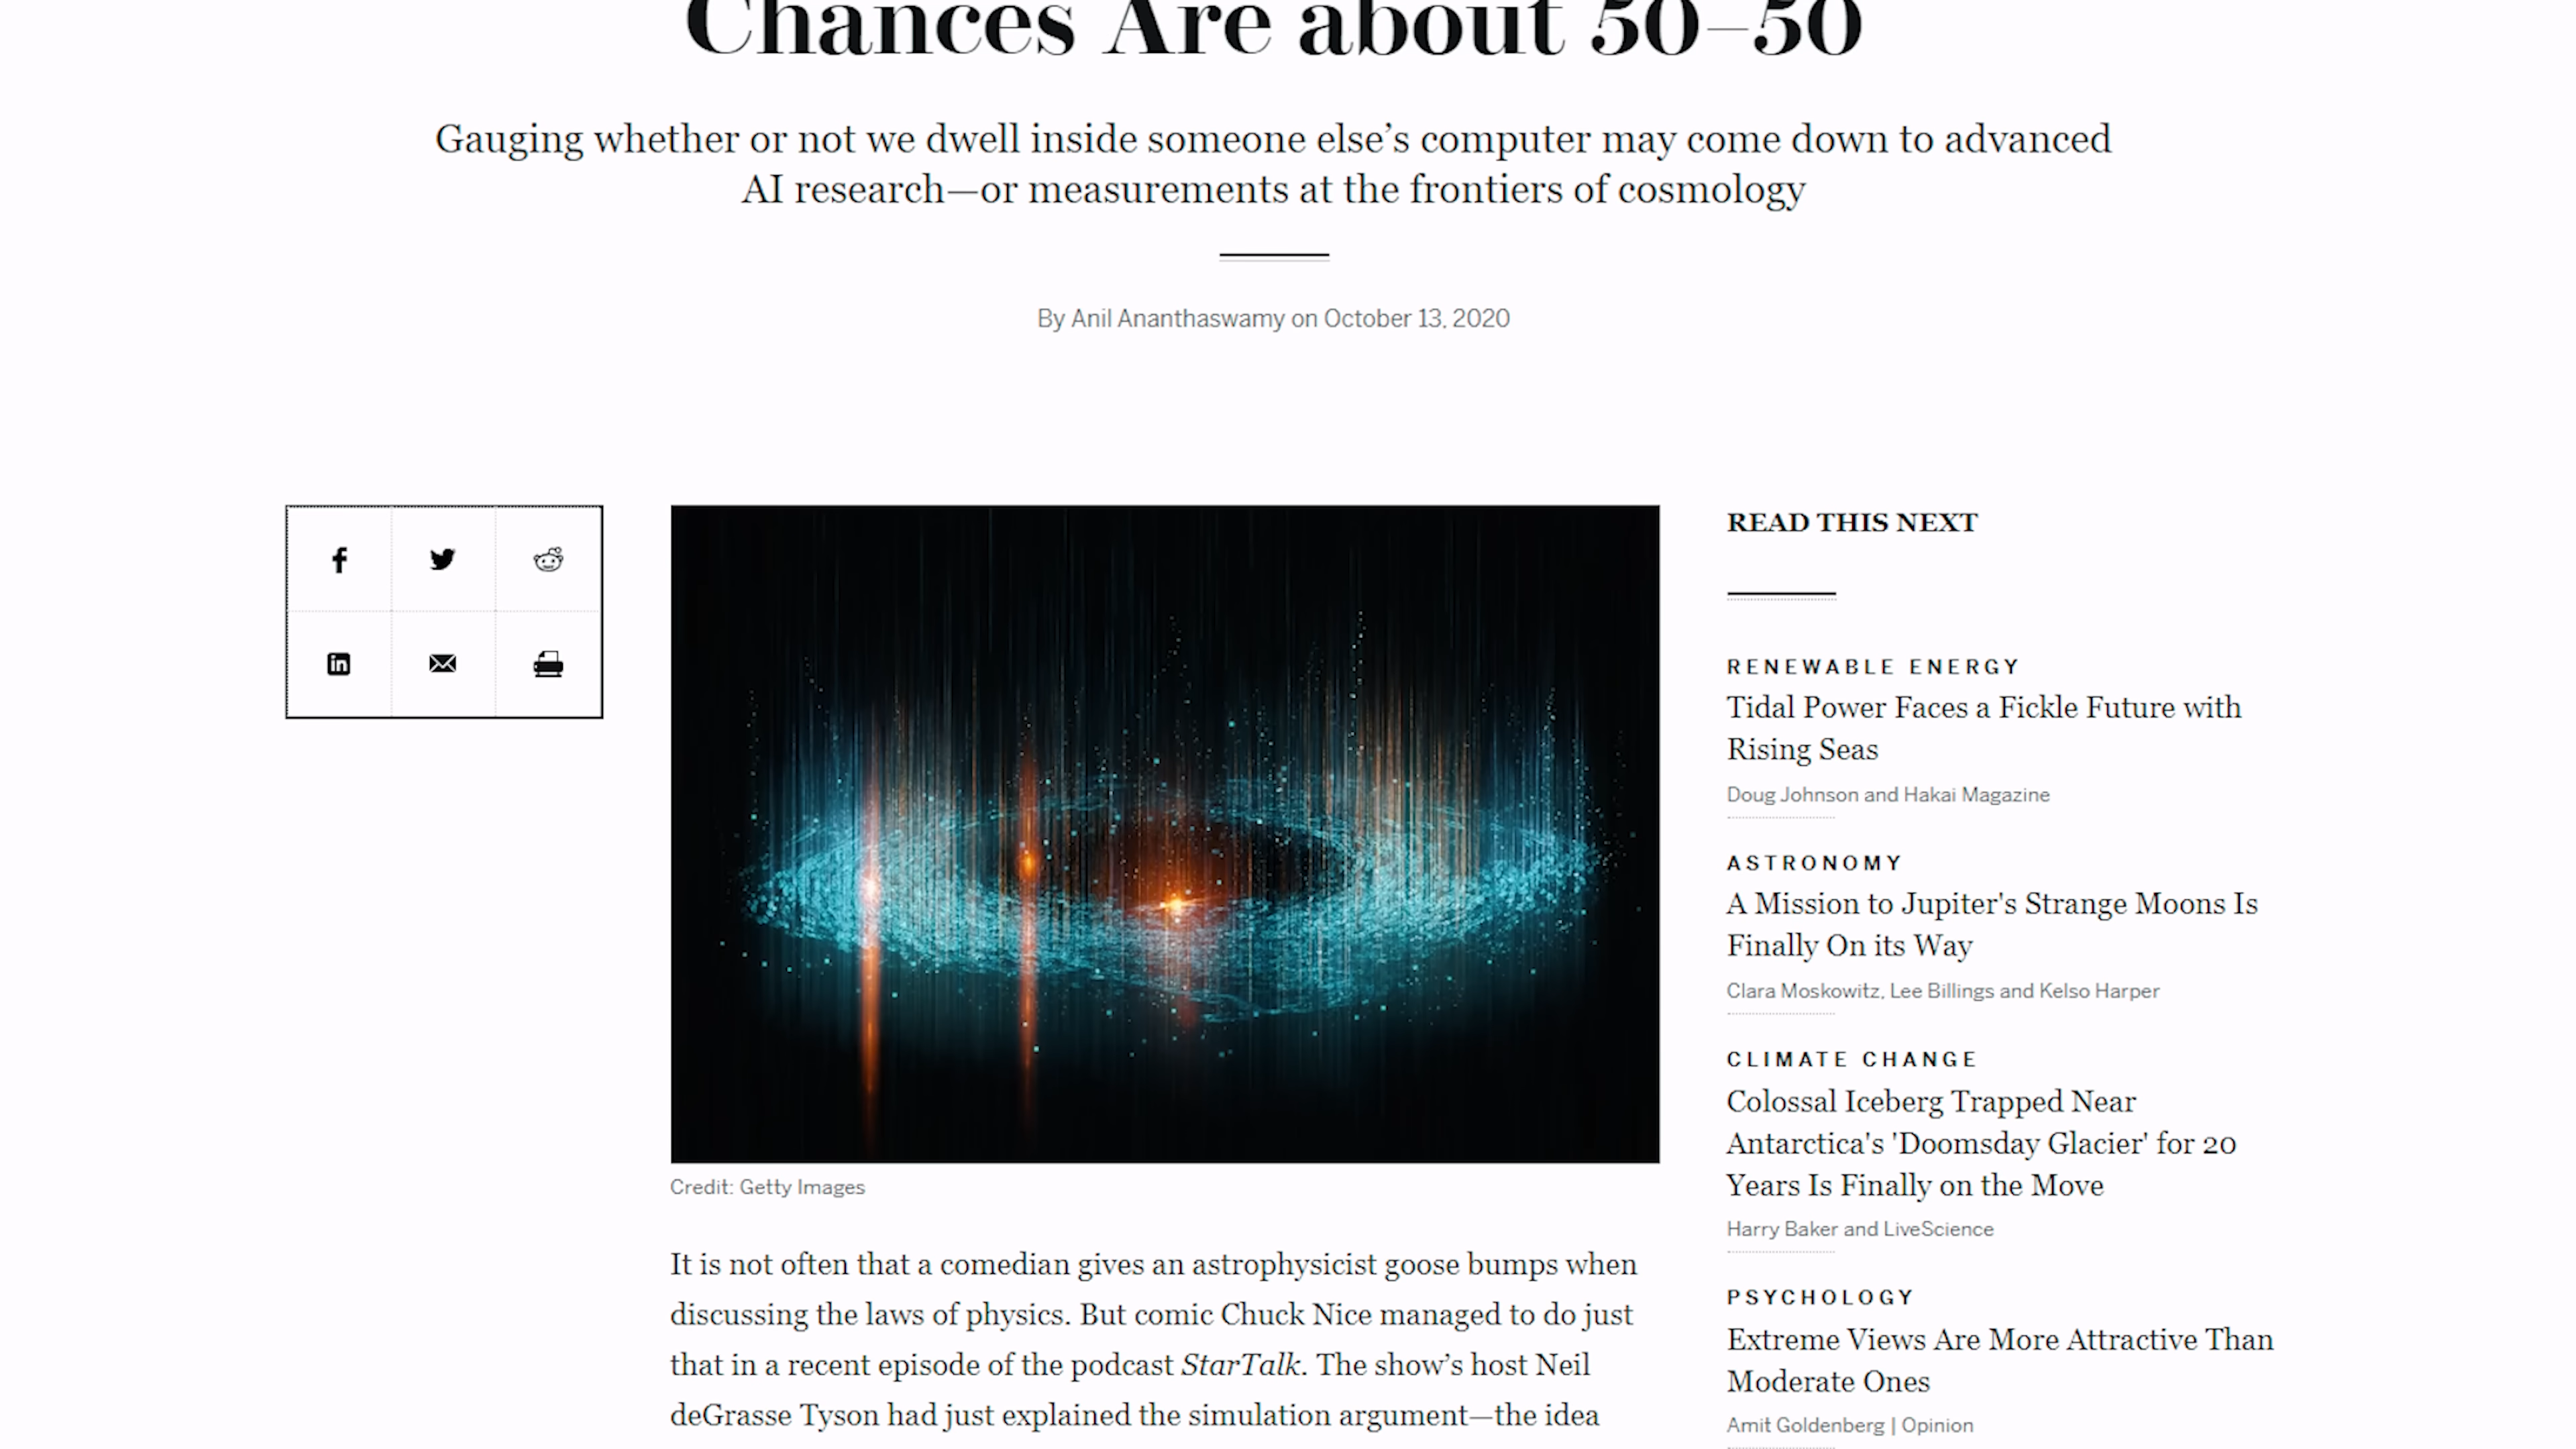 Chances Are about 50–50
Gauging whether or not we dwell inside someone else’s computer may come down to advanced
AI research—or measurements at the frontiers of cosmology
By Anil Ananthaswamy on October 13, 2020
Credit: Getty Images
It is not often that a comedian gives an astrophysicist goose bumps when
discussing the laws of physics. But comic Chuck Nice managed to do just
that in a recent episode of the podcast StarTalk. The show’s host Neil
deGrasse Tyson had just explained the simulation argument—the idea
READ THIS NEXT
RENEWABLE ENERGY
Tidal Power Faces a Fickle Future with
Rising Seas
Doug Johnson and Hakai Magazine
ASTRONOMY
A Mission to Jupiter's Strange Moons Is
Finally On its Way
Clara Moskowitz, Lee Billings and Kelso Harper
CLIMATE CHANGE
Colossal Iceberg Trapped Near
Antarctica's 'Doomsday Glacier' for 20
Years Is Finally on the Move
Harry Baker and LiveScience
PSYCHOLOGY
Extreme Views Are More Attractive Than
Moderate Ones
Amit Goldenberg | Opinion